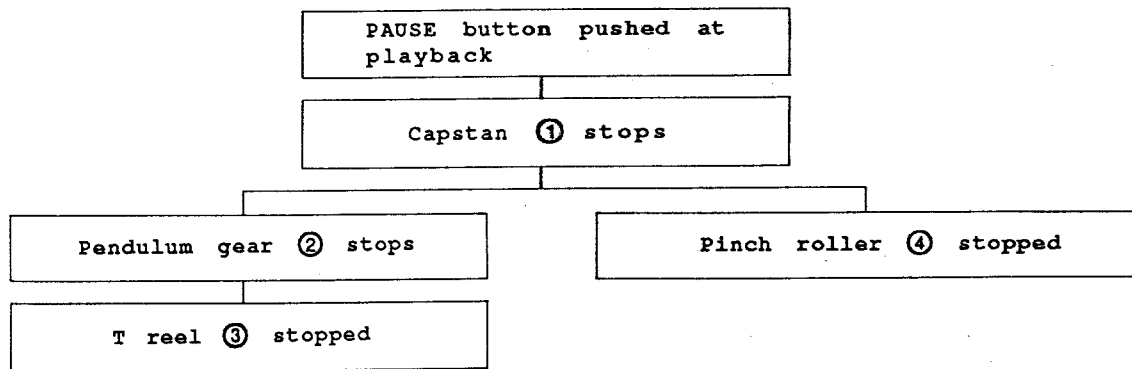 PAUSE button pushed at
playback
Capstan ① stops
Pendulum gear ② stops
Pinch roller ④ stopped
T reel ③ stopped